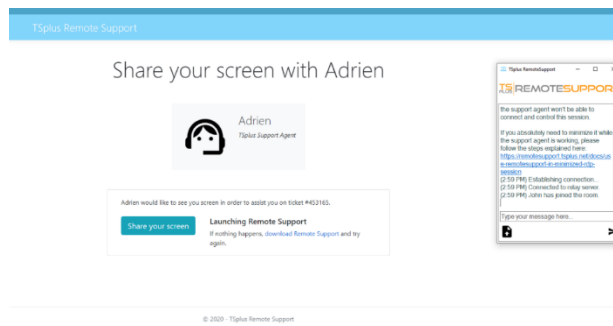 TSplus Remote Support
Share your screen with Adrien
Adrien
TSplus Support Agent
Adrien would like to see you screen in order to assist you on ticket #453165.
Share your screen
Launching Remote Support
If nothing happens, download Remote Support and try
again.
© 2020 - TSplus Remote Support
TSplus RemoteSupport
REMOTESUPPOR
the support agent won't be able to
connect and control this session.
If you absolutely need to minimize it while
the support agent is working, please
follow the steps explained here:
https://remotesupport.tsplus.net/docs/us
e-remotesupport-in-minimized-rdp-
session
(2:59 PM) Establishing connection...
(2:59 PM) Connected to relay server.
(2:59 PM) John has joined the room.
Type your message here...